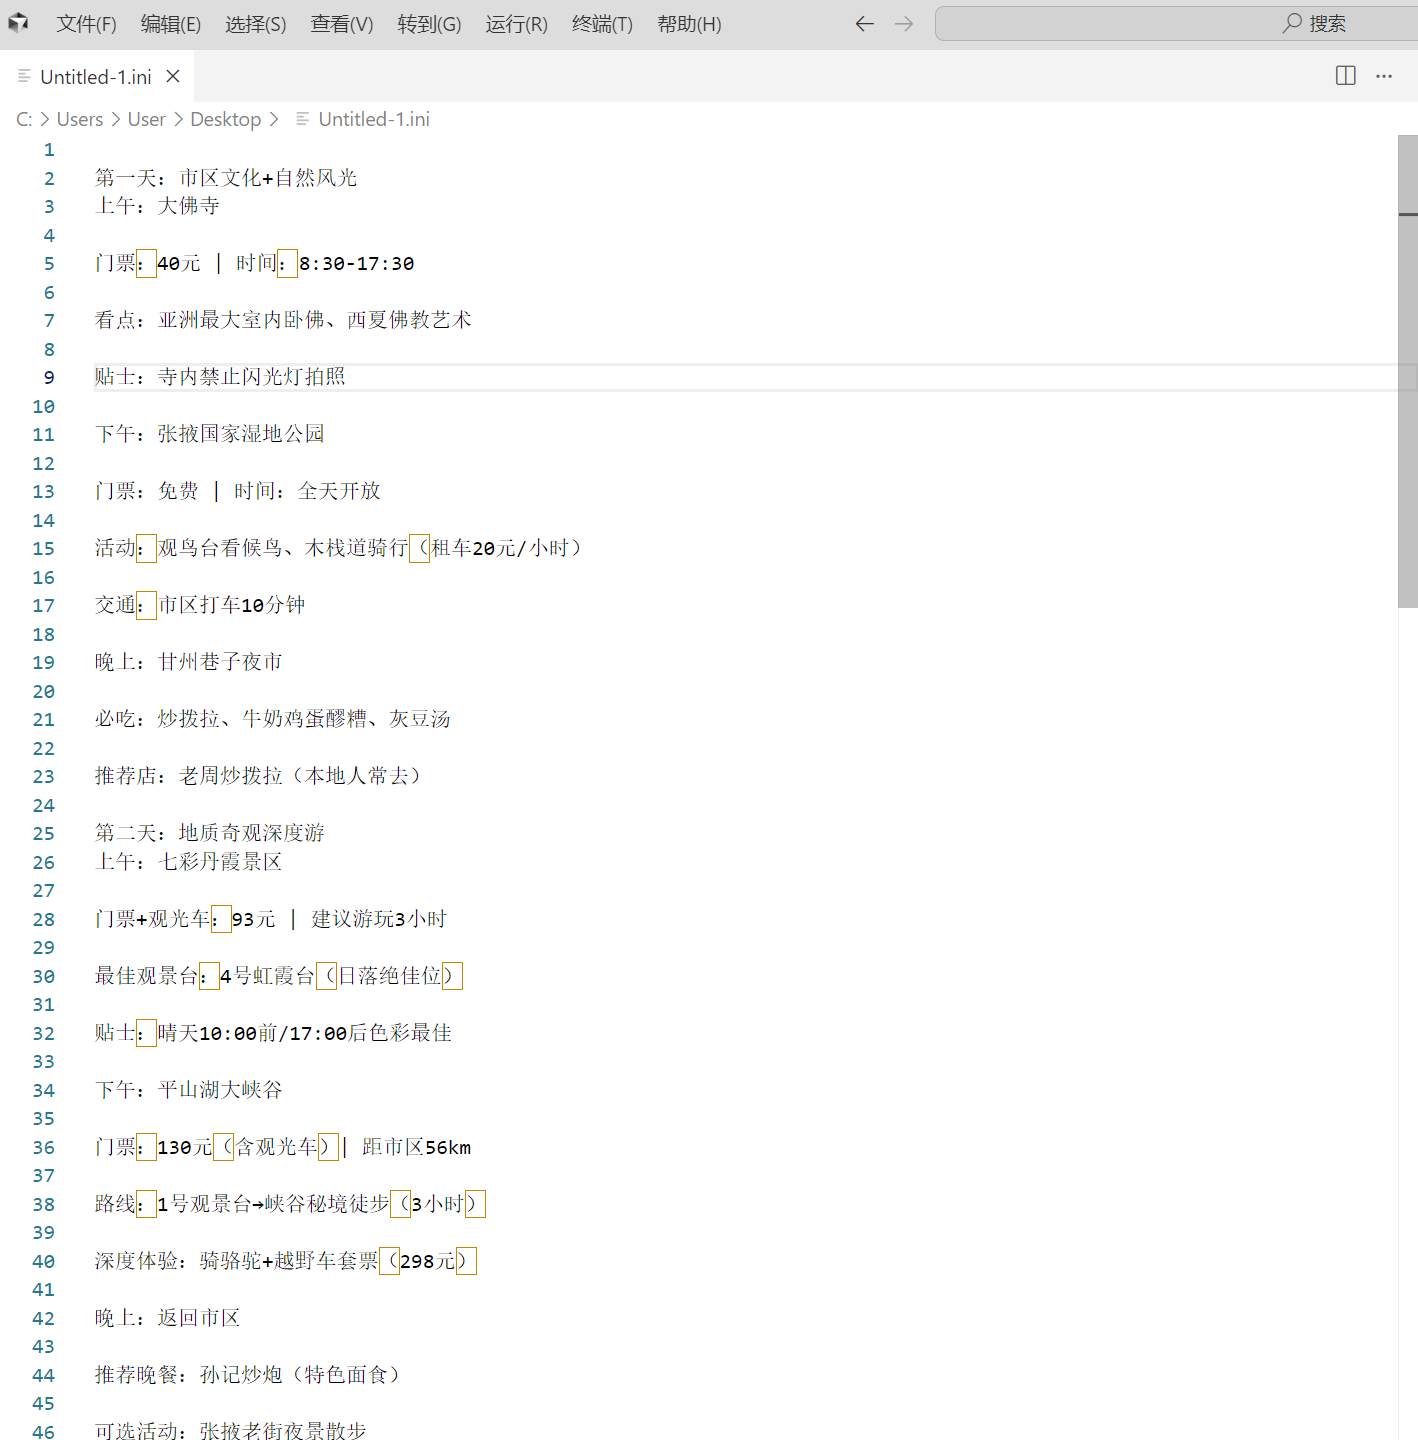 文件(F) 编辑(E) 选择(S) 查看(V) 转到(G) 运行(R) 终端(T) 帮助(H) 搜索
Untitled-1.ini
C: > Users > User > Desktop > Untitled-1.ini
1
2 第一天：市区文化+自然风光
3 上午：大佛寺
4
5 门票：40元 | 时间：8:30-17:30
6
7 看点：亚洲最大室内卧佛、西夏佛教艺术
8
9 贴士：寺内禁止闪光灯拍照
10
11 下午：张掖国家湿地公园
12
13 门票：免费 | 时间：全天开放
14
15 活动：观鸟台看候鸟、木栈道骑行（租车20元/小时）
16
17 交通：市区打车10分钟
18
19 晚上：甘州巷子夜市
20
21 必吃：炒拨拉、牛奶鸡蛋醪糟、灰豆汤
22
23 推荐店：老周炒拨拉（本地人常去）
24
25 第二天：地质奇观深度游
26 上午：七彩丹霞景区
27
28 门票+观光车：93元 | 建议游玩3小时
29
30 最佳观景台：4号虹霞台（日落绝佳位）
31
32 贴士：晴天10:00前/17:00后色彩最佳
33
34 下午：平山湖大峡谷
35
36 门票：130元（含观光车）| 距市区56km
37
38 路线：1号观景台→峡谷秘境徒步（3小时）
39
40 深度体验：骑骆驼+越野车套票（298元）
41
42 晚上：返回市区
43
44 推荐晚餐：孙记炒炮（特色面食）
45
46 可选活动：张掖老街夜景散步